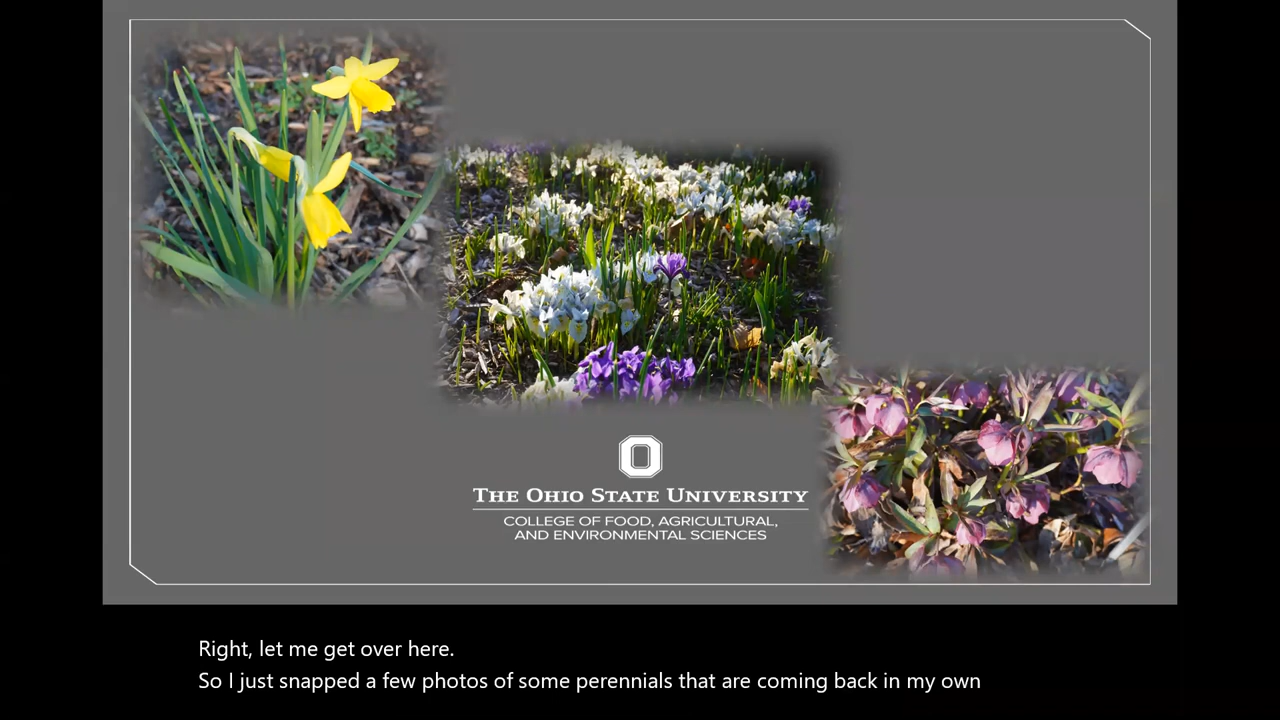 THE OHIO STATE UNIVERSITY
COLLEGE OF FOOD, AGRICULTURAL,
AND ENVIRONMENTAL SCIENCES
Right, let me get over here.
So I just snapped a few photos of some perennials that are coming back in my own